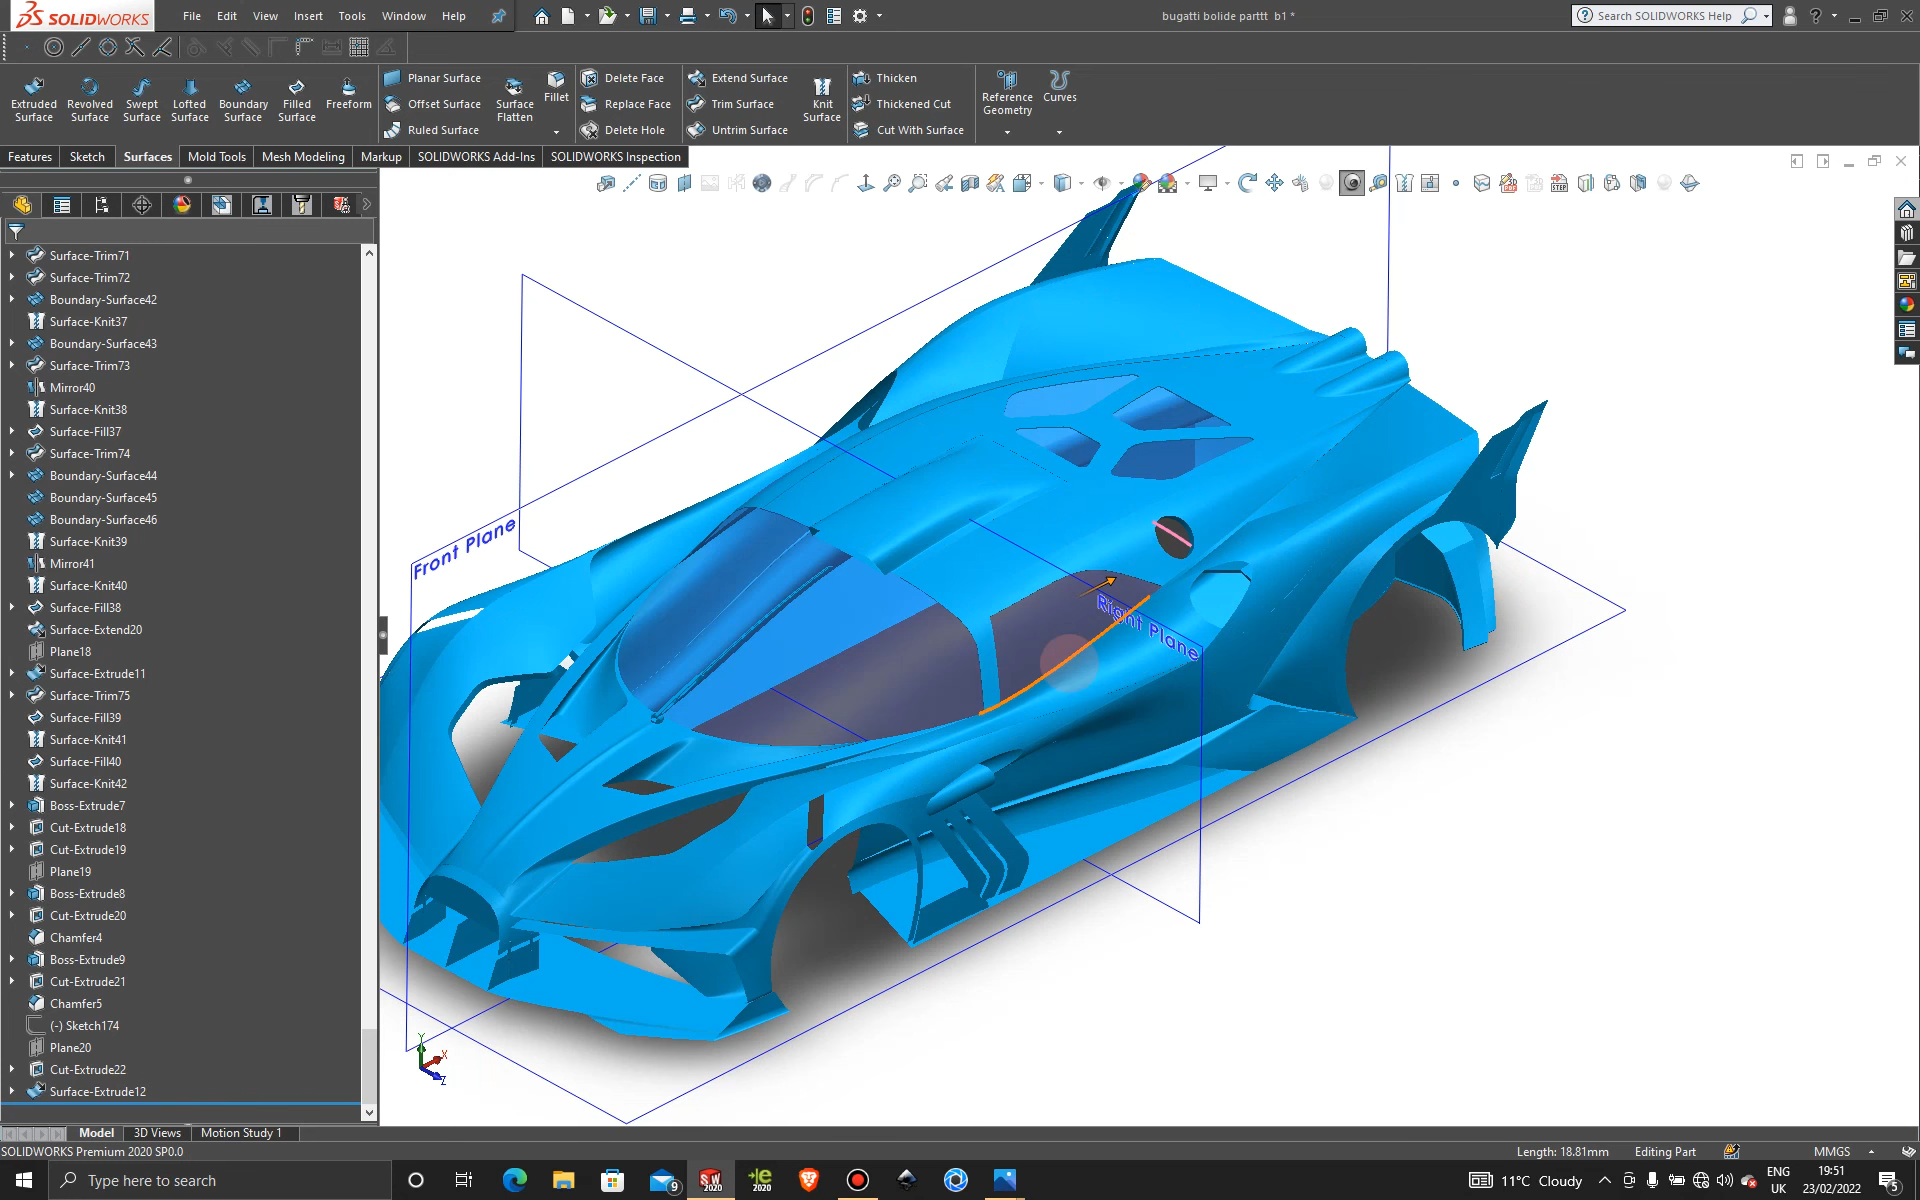 SOLIDWORKS
File Edit View Insert Tools Window Help
bugatti bolide parttt b1 *
Search SOLIDWORKS Help
Extruded Surface
Revolved Surface
Swept Surface
Lofted Surface
Boundary Surface
Filled Surface
Freeform
Planar Surface
Offset Surface
Ruled Surface
Surface Flatten
Fillet
Delete Face
Replace Face
Delete Hole
Extend Surface
Trim Surface
Untrim Surface
Knit Surface
Thicken
Thickened Cut
Cut With Surface
Reference Geometry
Curves
Features Sketch Surfaces Mold Tools Mesh Modeling Markup SOLIDWORKS Add-Ins SOLIDWORKS Inspection
Surface-Trim71
Surface-Trim72
Boundary-Surface42
Surface-Knit37
Boundary-Surface43
Surface-Trim73
Mirror40
Surface-Knit38
Surface-Fill37
Surface-Trim74
Boundary-Surface44
Boundary-Surface45
Boundary-Surface46
Surface-Knit39
Mirror41
Surface-Knit40
Surface-Fill38
Surface-Extend20
Plane18
Surface-Extrude11
Surface-Trim75
Surface-Fill39
Surface-Knit41
Surface-Fill40
Surface-Knit42
Boss-Extrude7
Cut-Extrude18
Cut-Extrude19
Plane19
Boss-Extrude8
Cut-Extrude20
Chamfer4
Boss-Extrude9
Cut-Extrude21
Chamfer5
(-) Sketch174
Plane20
Cut-Extrude22
Surface-Extrude12
Front Plane
Right Plane
Y
X
Z
Model 3D Views Motion Study 1
SOLIDWORKS Premium 2020 SP0.0
Length: 18.81mm Editing Part MMGS
Type here to search
9
SW 2020
e 2020
11°C Cloudy
ENG UK
19:51
23/02/2022
5